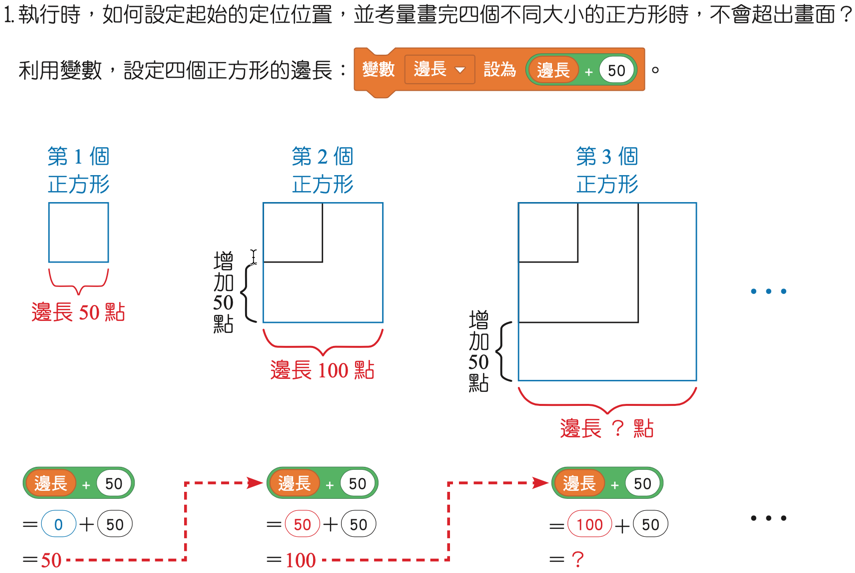 1.執行時，如何設定起始的定位位置，並考量畫完四個不同大小的正方形時，不會超出畫面？
利用變數，設定四個正方形的邊長：變數 邊長 設為 邊長 + 50。
第 1 個
正方形
第 2 個
正方形
第 3 個
正方形
邊長 50 點
增加50點
邊長 100 點
增加50點
邊長 ？ 點
邊長 + 50
邊長 + 50
邊長 + 50
= 0 + 50
= 50 + 50
= 100 + 50
= 50
= 100
= ？